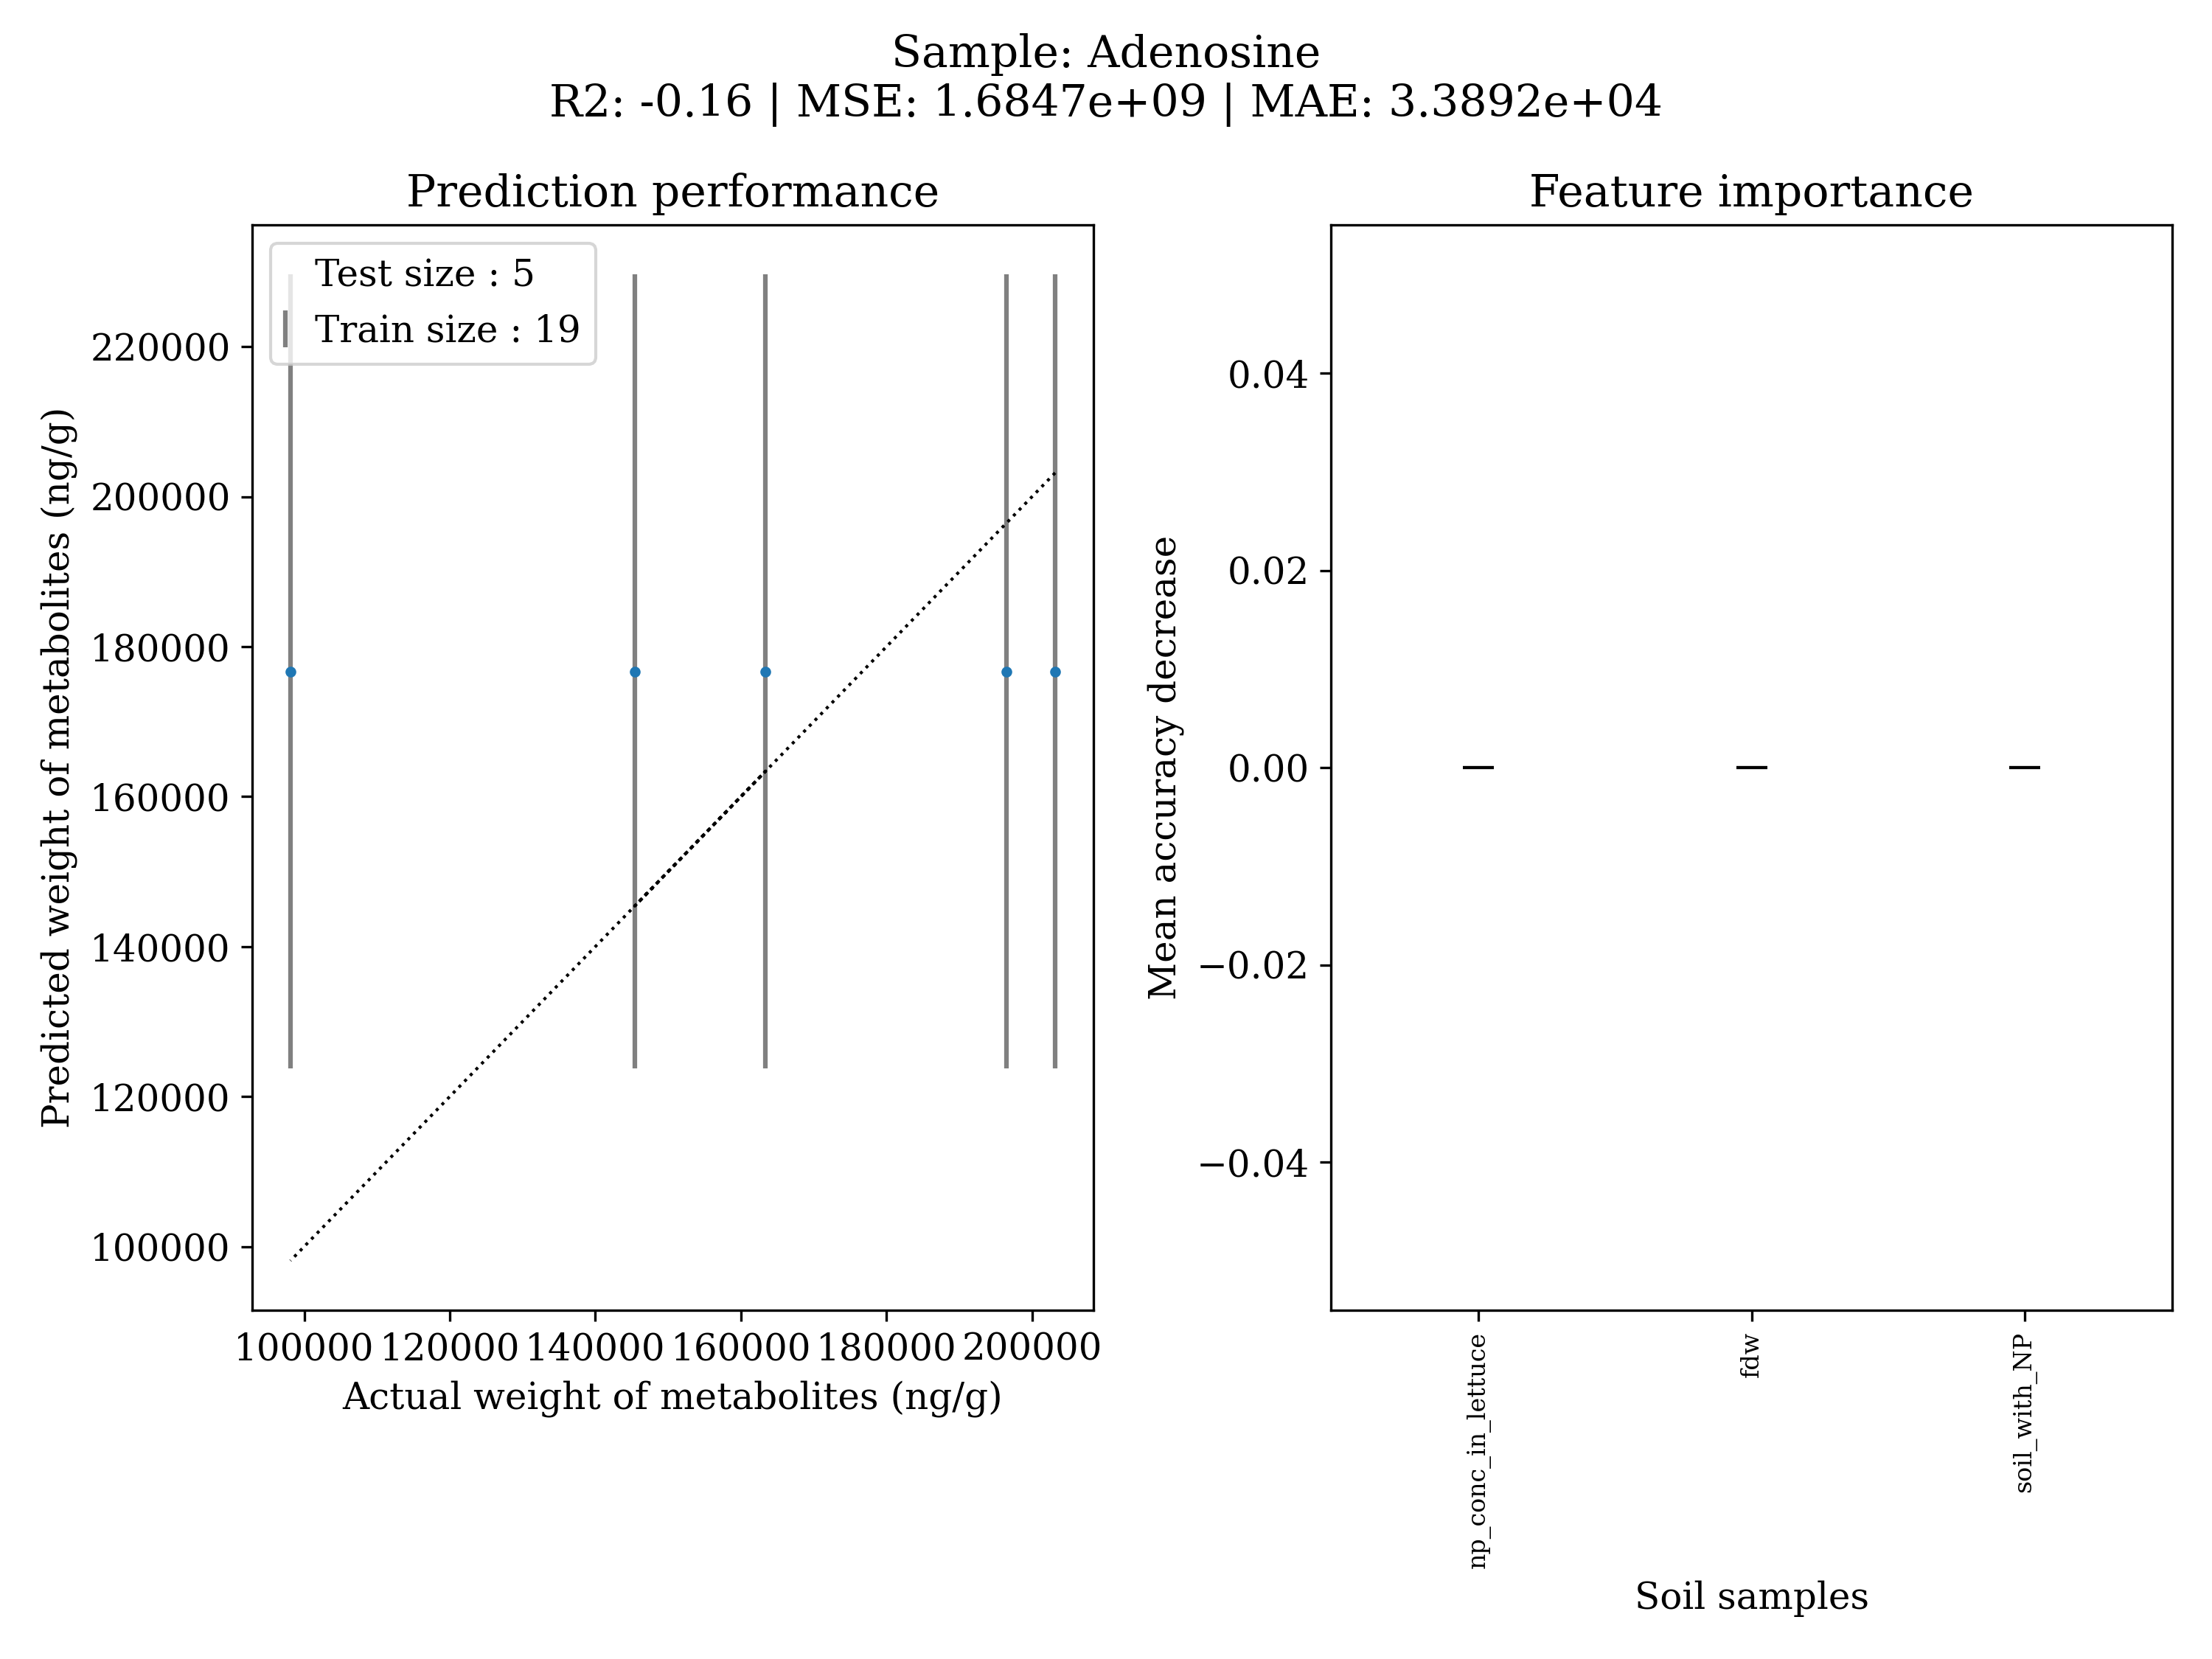 Sample: Adenosine
R2: -0.16 | MSE: 1.6847e+09 | MAE: 3.3892e+04
Prediction performance
Test size : 5
Train size : 19
220000
200000
180000
160000
140000
120000
100000
Predicted weight of metabolites (ng/g)
100000 120000 140000 160000 180000 200000
Actual weight of metabolites (ng/g)
Feature importance
0.04
0.02
0.00
−0.02
−0.04
Mean accuracy decrease
np_conc_in_lettuce
fdw
soil_with_NP
Soil samples